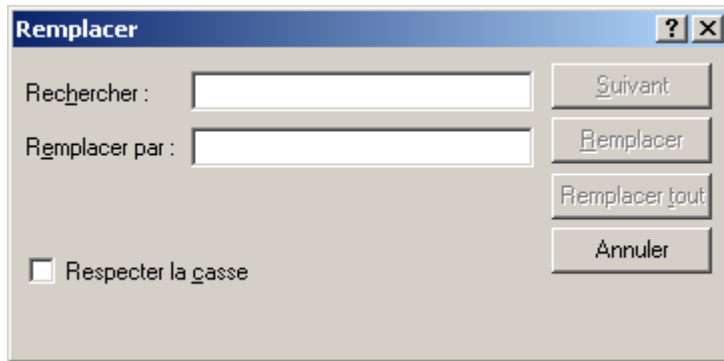 Remplacer
Rechercher :
Suivant
Remplacer par :
Remplacer
Remplacer tout
Annuler
Respecter la casse